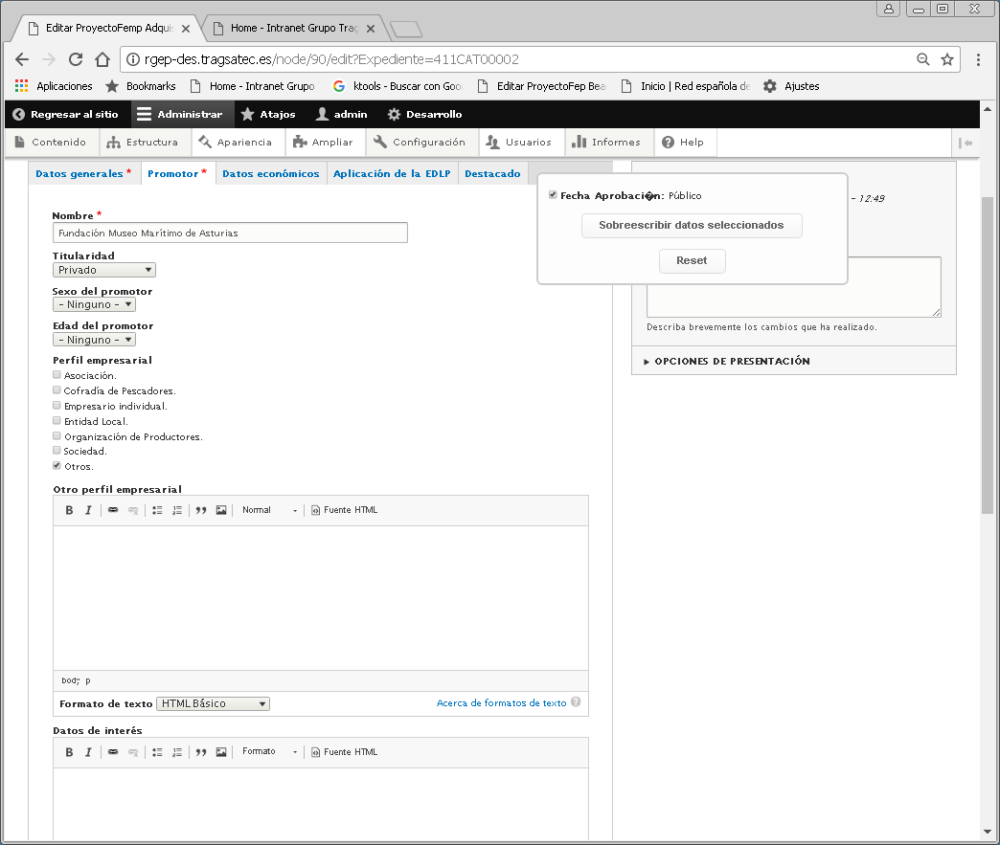 Editar ProyectoFemp Adqui
Home - Intranet Grupo Trag
rgep-des.tragsatec.es/node/90/edit?Expediente=411CAT00002
Aplicaciones Bookmarks Home - Intranet Grupo ktools - Buscar con Goo Editar ProyectoFep Bea Inicio | Red española de Ajustes
Regresar al sitio Administrar Atajos admin Desarrollo
Contenido Estructura Apariencia Ampliar Configuración Usuarios Informes Help
Datos generales * Promotor * Datos económicos Aplicación de la EDLP Destacado
Fecha Aprobaci�n: Público
- 12:49
Sobreescribir datos seleccionados
Reset
Describa brevemente los cambios que ha realizado.
OPCIONES DE PRESENTACIÓN
Nombre *
Fundación Museo Marítimo de Asturias
Titularidad
Privado
Sexo del promotor
- Ninguno -
Edad del promotor
- Ninguno -
Perfil empresarial
Asociación.
Cofradía de Pescadores.
Empresario individual.
Entidad Local.
Organización de Productores.
Sociedad.
Otros.
Otro perfil empresarial
B I Normal Fuente HTML
body p
Formato de texto HTML Básico Acerca de formatos de texto ?
Datos de interés
B I Formato Fuente HTML